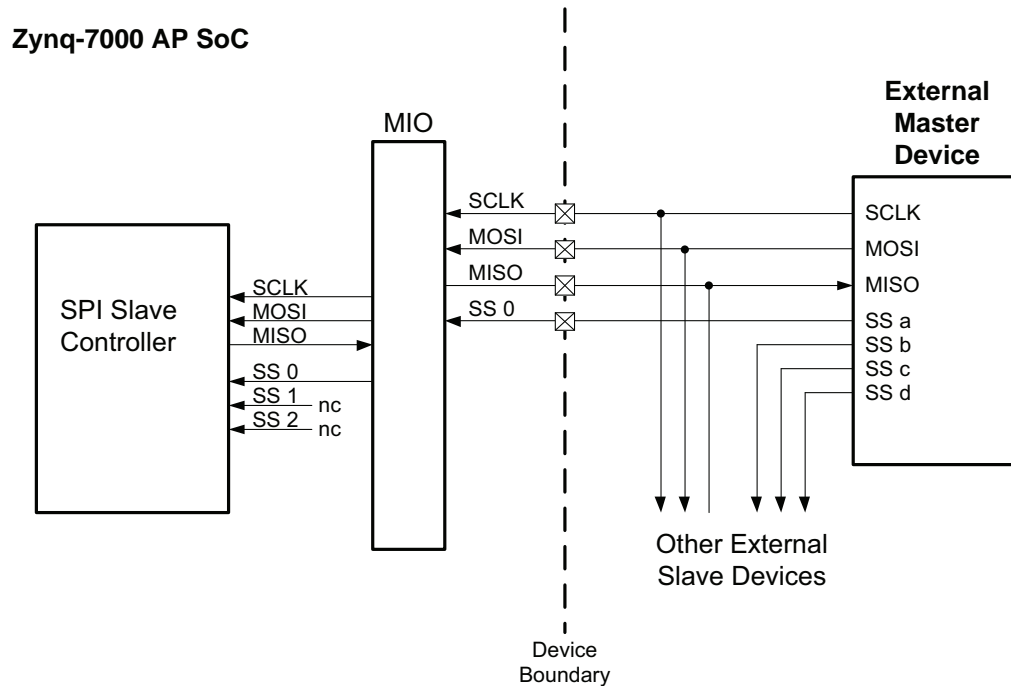 Zynq-7000 AP SoC
External
Master
Device
MIO
SCLK
MOSI
MISO
SS 0
SCLK
MOSI
MISO
SS a
SS b
SS c
SS d
SPI Slave
Controller
SCLK
MOSI
MISO
SS 0
SS 1
nc
SS 2
nc
Other External
Slave Devices
Device
Boundary